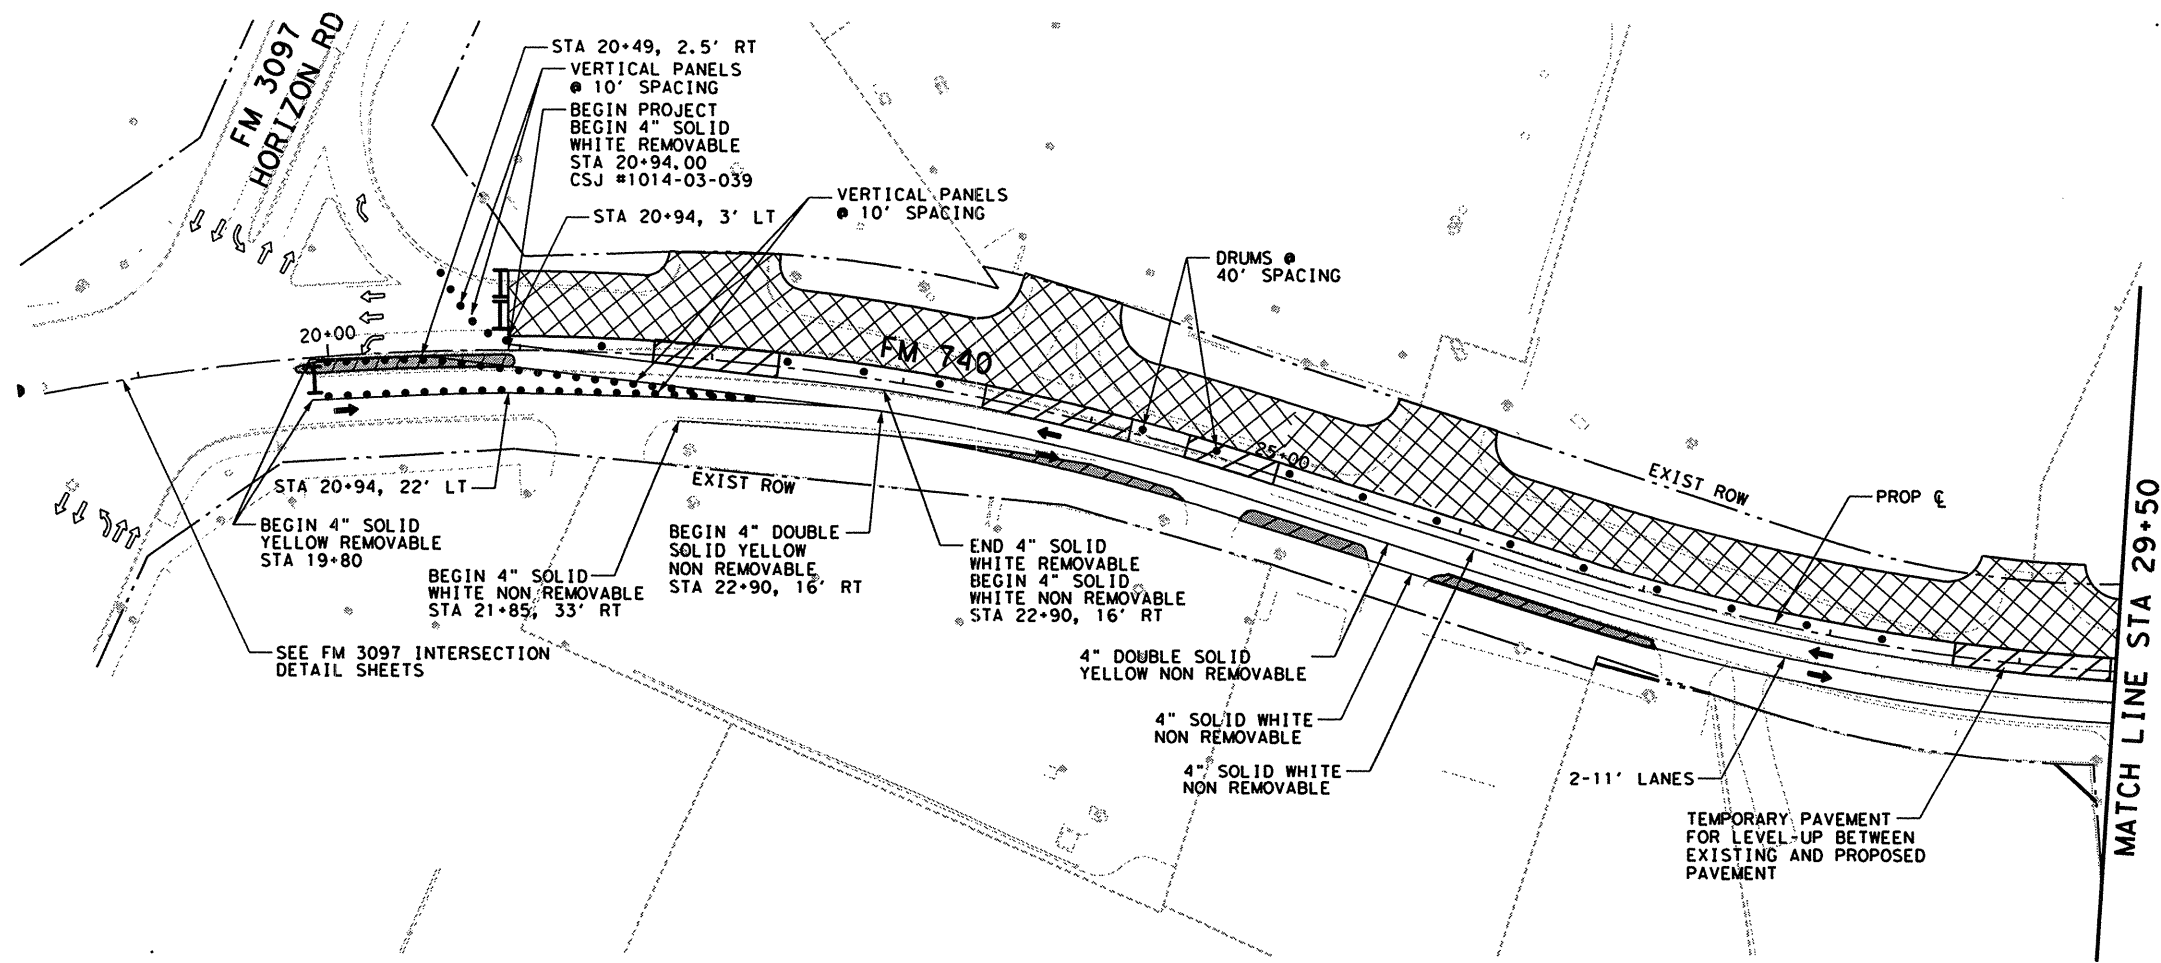 FM 3097
HORIZON RD
STA 20+49, 2.5' RT
VERTICAL PANELS
@ 10' SPACING
BEGIN PROJECT
BEGIN 4" SOLID
WHITE REMOVABLE
STA 20+94.00
CSJ #1014-03-039
STA 20+94, 3' LT
VERTICAL PANELS
@ 10' SPACING
DRUMS @
40' SPACING
20+00
FM 740
25+00
EXIST ROW
PROP ℄
MATCH LINE STA 29+50
STA 20+94, 22' LT
EXIST ROW
BEGIN 4" SOLID
YELLOW REMOVABLE
STA 19+80
BEGIN 4" SOLID
WHITE NON REMOVABLE
STA 21+85, 33' RT
BEGIN 4" DOUBLE
SOLID YELLOW
NON REMOVABLE
STA 22+90, 16' RT
END 4" SOLID
WHITE REMOVABLE
BEGIN 4" SOLID
WHITE NON REMOVABLE
STA 22+90, 16' RT
SEE FM 3097 INTERSECTION
DETAIL SHEETS
4" DOUBLE SOLID
YELLOW NON REMOVABLE
4" SOLID WHITE
NON REMOVABLE
4" SOLID WHITE
NON REMOVABLE
2-11' LANES
TEMPORARY PAVEMENT
FOR LEVEL-UP BETWEEN
EXISTING AND PROPOSED
PAVEMENT